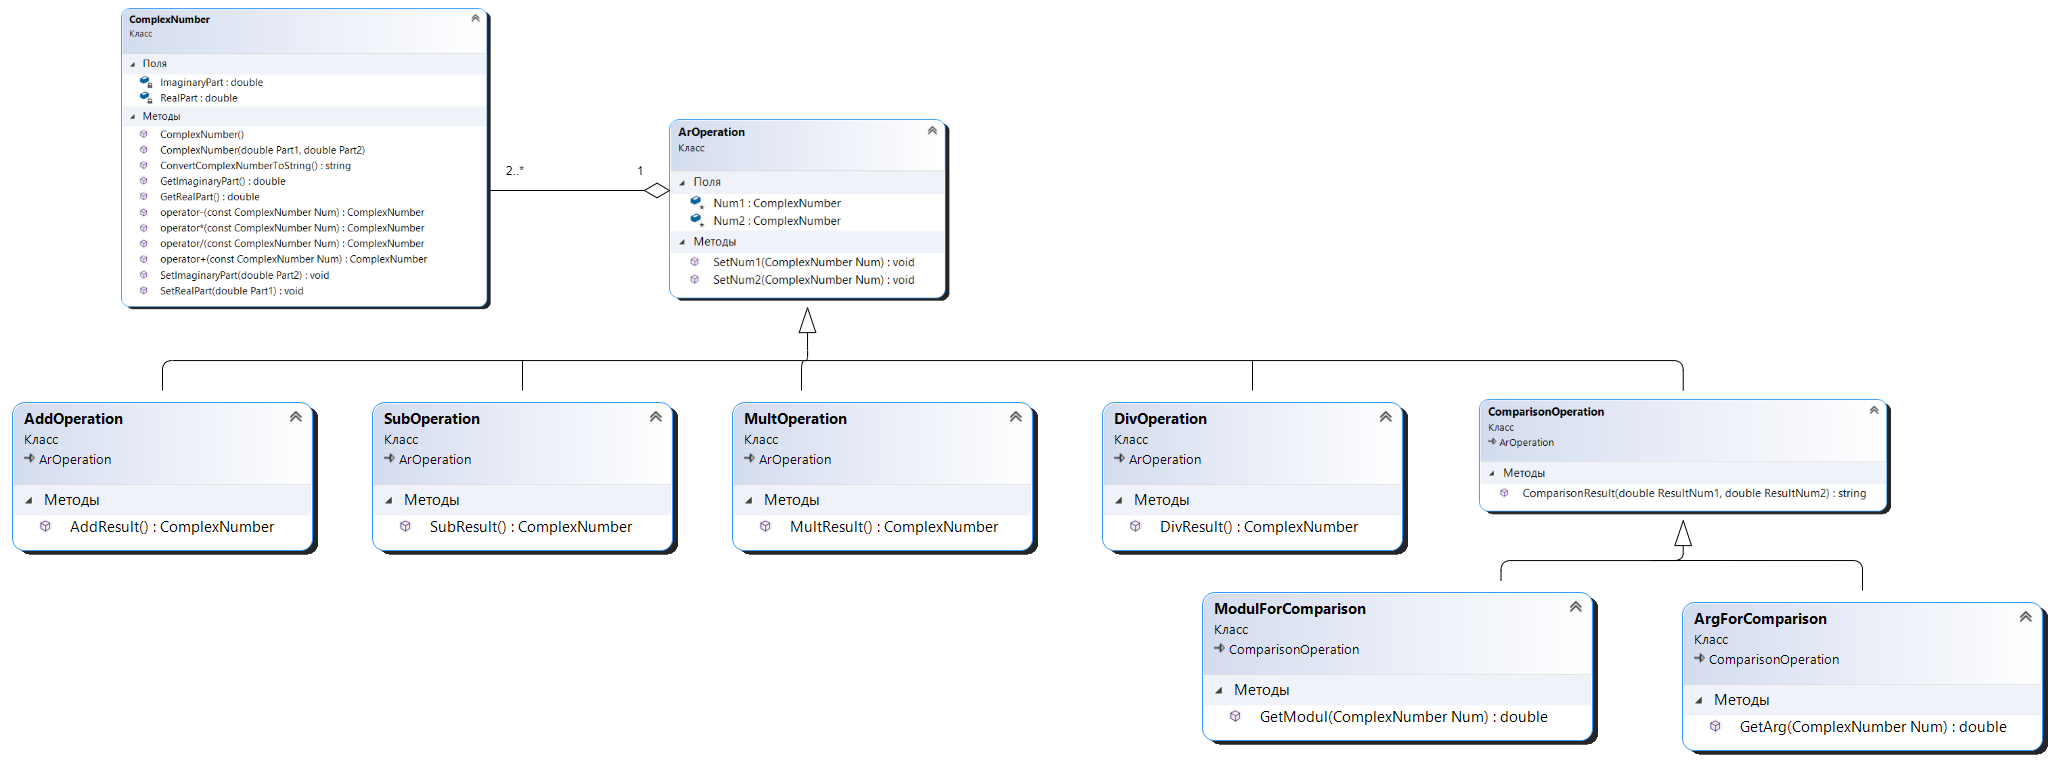 ComplexNumber
Класс
Поля
ImaginaryPart : double
RealPart : double
Методы
ComplexNumber()
ComplexNumber(double Part1, double Part2)
ConvertComplexNumberToString() : string
GetImaginaryPart() : double
GetRealPart() : double
operator-(const ComplexNumber Num) : ComplexNumber
operator*(const ComplexNumber Num) : ComplexNumber
operator/(const ComplexNumber Num) : ComplexNumber
operator+(const ComplexNumber Num) : ComplexNumber
SetImaginaryPart(double Part2) : void
SetRealPart(double Part1) : void
2..*
1
ArOperation
Класс
Поля
Num1 : ComplexNumber
Num2 : ComplexNumber
Методы
SetNum1(ComplexNumber Num) : void
SetNum2(ComplexNumber Num) : void
AddOperation
Класс
ArOperation
Методы
AddResult() : ComplexNumber
SubOperation
Класс
ArOperation
Методы
SubResult() : ComplexNumber
MultOperation
Класс
ArOperation
Методы
MultResult() : ComplexNumber
DivOperation
Класс
ArOperation
Методы
DivResult() : ComplexNumber
ComparisonOperation
Класс
ArOperation
Методы
ComparisonResult(double ResultNum1, double ResultNum2) : string
ModulForComparison
Класс
ComparisonOperation
Методы
GetModul(ComplexNumber Num) : double
ArgForComparison
Класс
ComparisonOperation
Методы
GetArg(ComplexNumber Num) : double